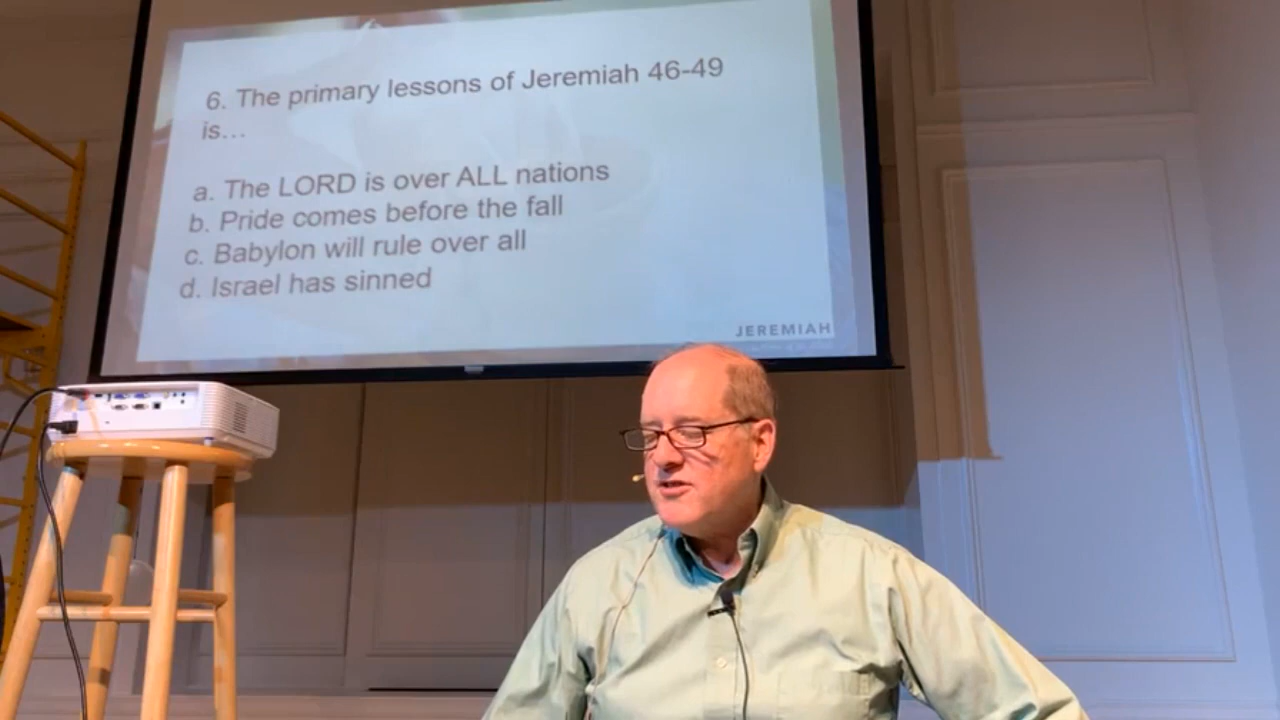 6. The primary lessons of Jeremiah 46-49
is...
a. The LORD is over ALL nations
b. Pride comes before the fall
c. Babylon will rule over all
d. Israel has sinned
JEREMIAH